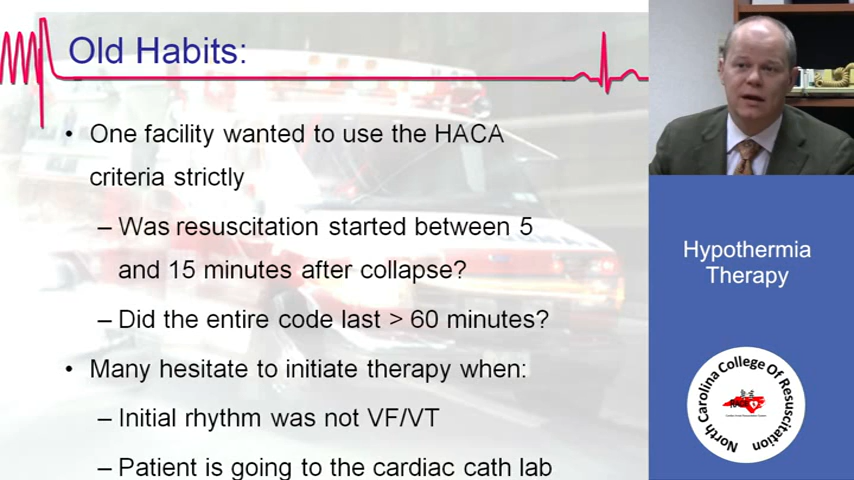 Old Habits:
• One facility wanted to use the HACA
criteria strictly
– Was resuscitation started between 5
and 15 minutes after collapse?
– Did the entire code last > 60 minutes?
• Many hesitate to initiate therapy when:
– Initial rhythm was not VF/VT
– Patient is going to the cardiac cath lab
Hypothermia
Therapy
North Carolina College Of Resuscitation